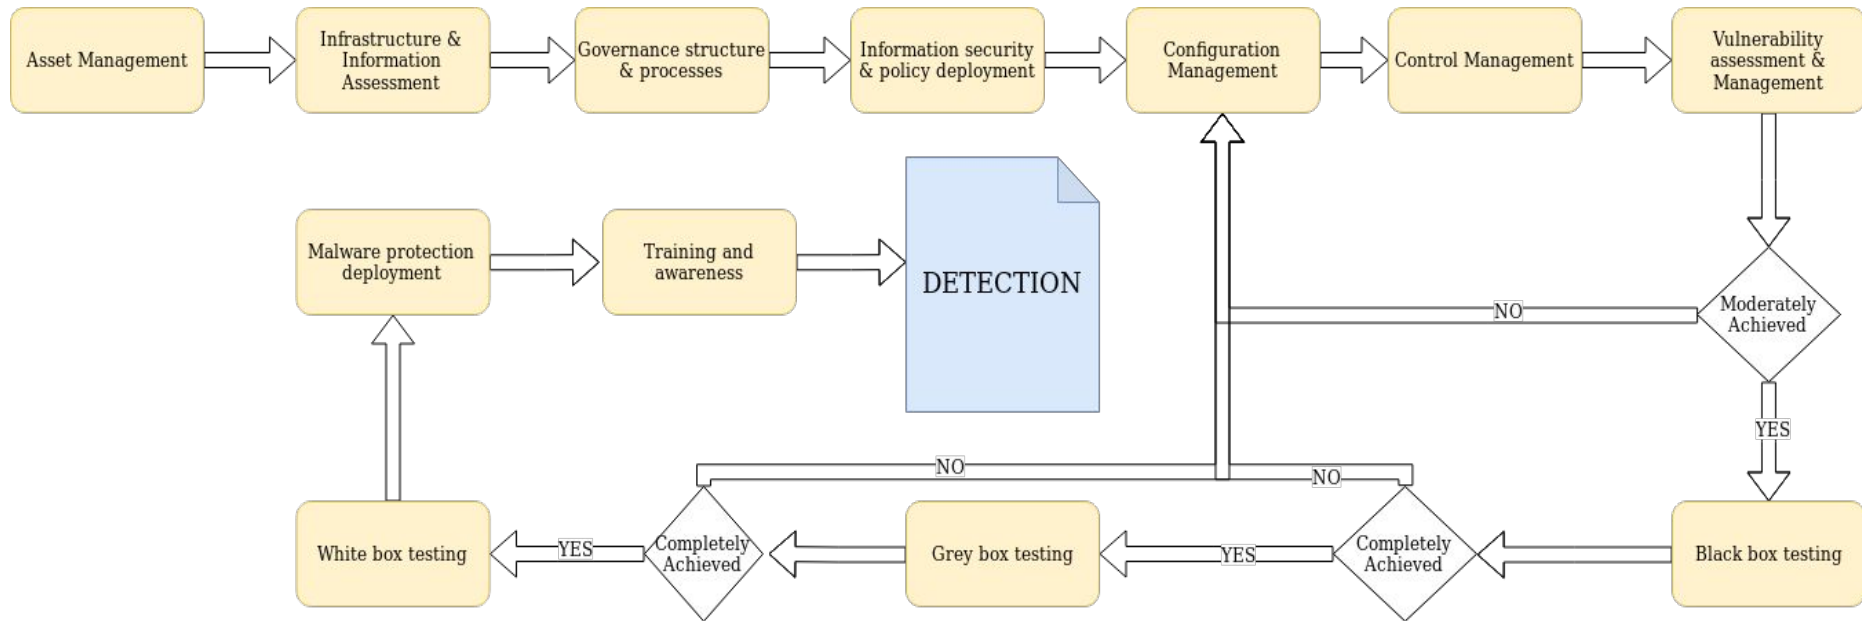 Asset Management
Infrastructure &
Information
Assessment
Governance structure
& processes
Information security
& policy deployment
Configuration
Management
Control Management
Vulnerability
assessment &
Management
Malware protection
deployment
Training and
awareness
DETECTION
NO
Moderately
Achieved
YES
NO
NO
White box testing
YES
Completely
Achieved
Grey box testing
YES
Completely
Achieved
Black box testing